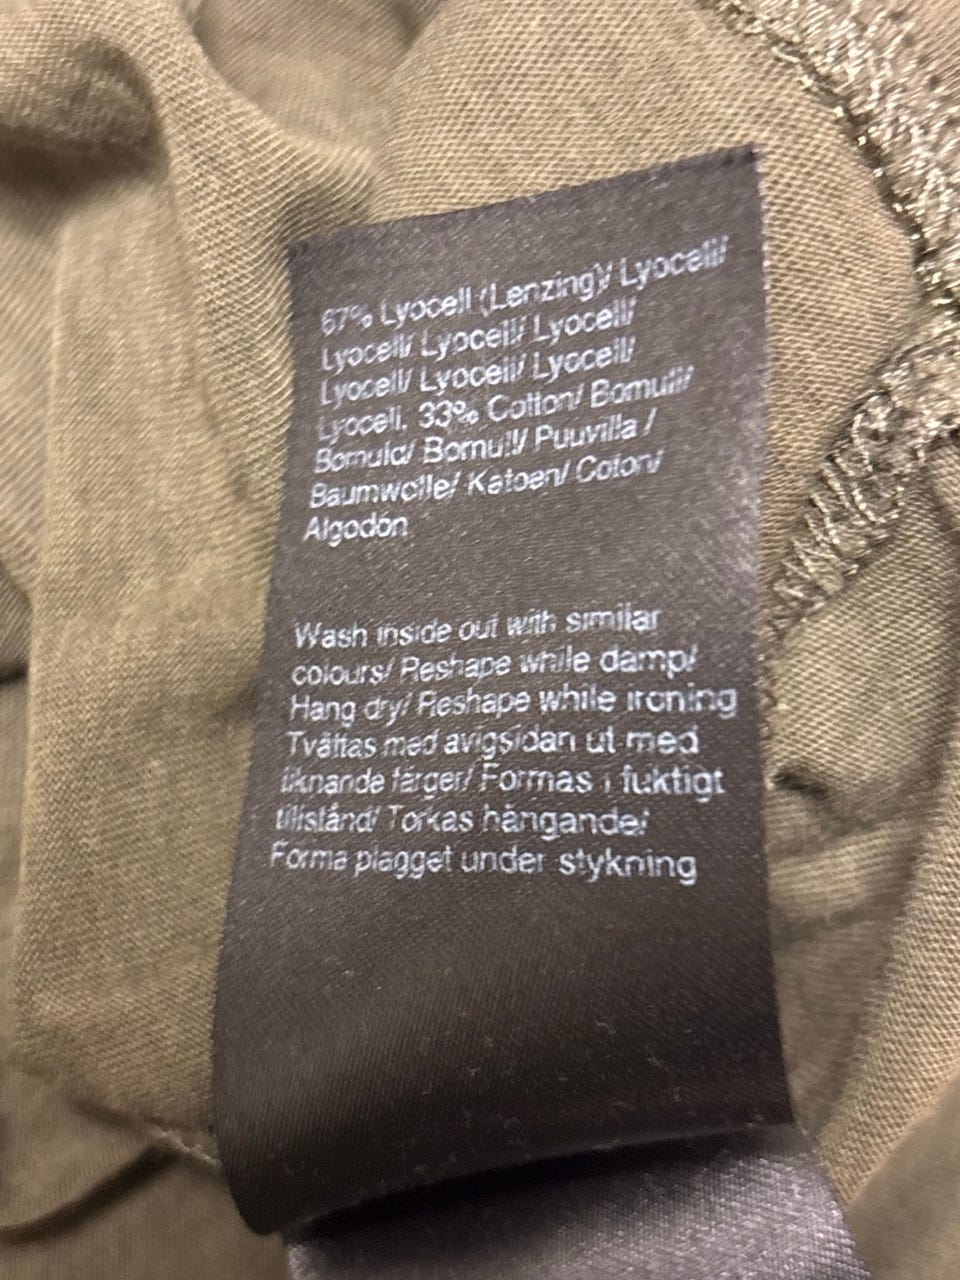 67% Lyocell (Lenzing)/ Lyocell/
Lyocell/ Lyocell/ Lyocell/
Lyocell/ Lyocell/ Lyocell/
Lyocell. 33% Cotton/ Bomull/
Bomuld/ Bomull/ Puuvilla /
Baumwolle/ Katoen/ Coton/
Algodón
Wash inside out with similar
colours/ Reshape while damp/
Hang dry/ Reshape while ironing
Tvättas med avigsidan ut med
liknande färger/ Formas i fuktigt
tillstånd/ Torkas hängande/
Forma plagget under stykning